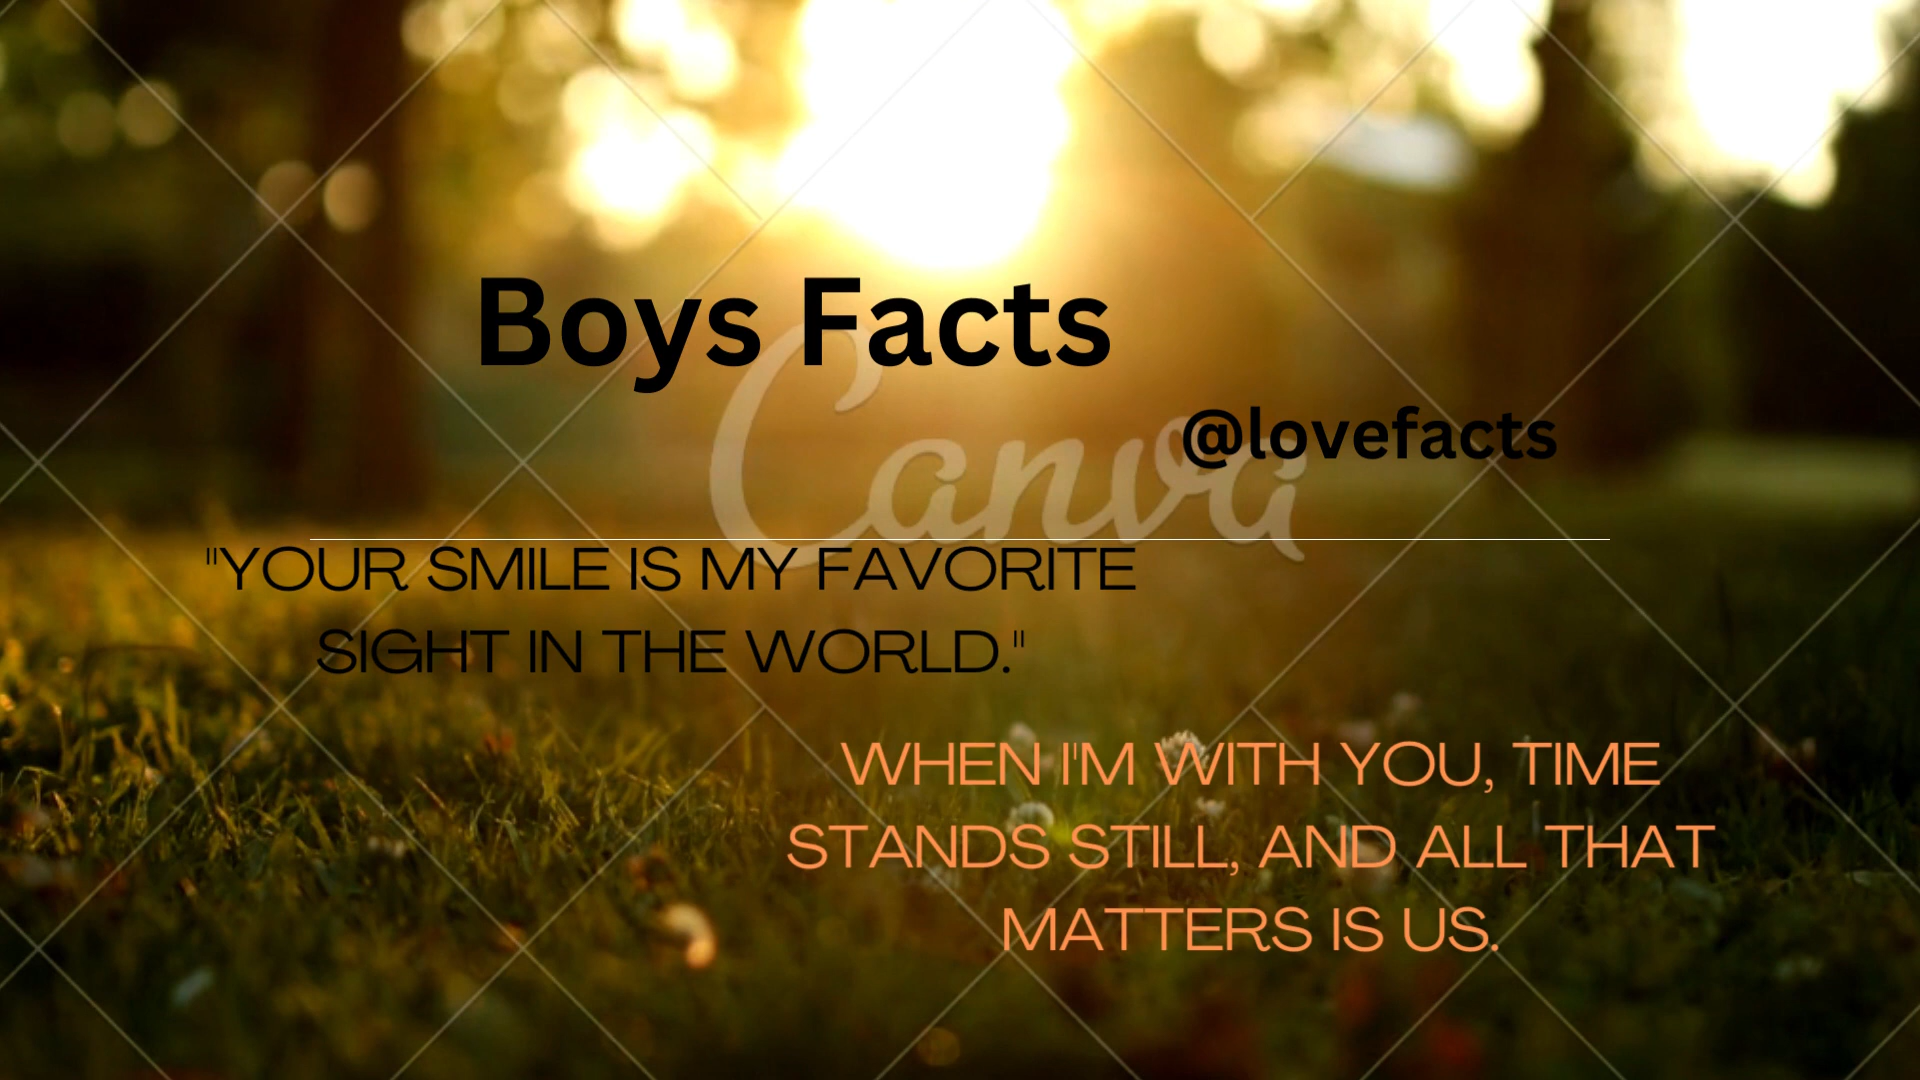 Boys Facts
Canva
@lovefacts
"YOUR SMILE IS MY FAVORITE
SIGHT IN THE WORLD."
WHEN I'M WITH YOU, TIME
STANDS STILL, AND ALL THAT
MATTERS IS US.